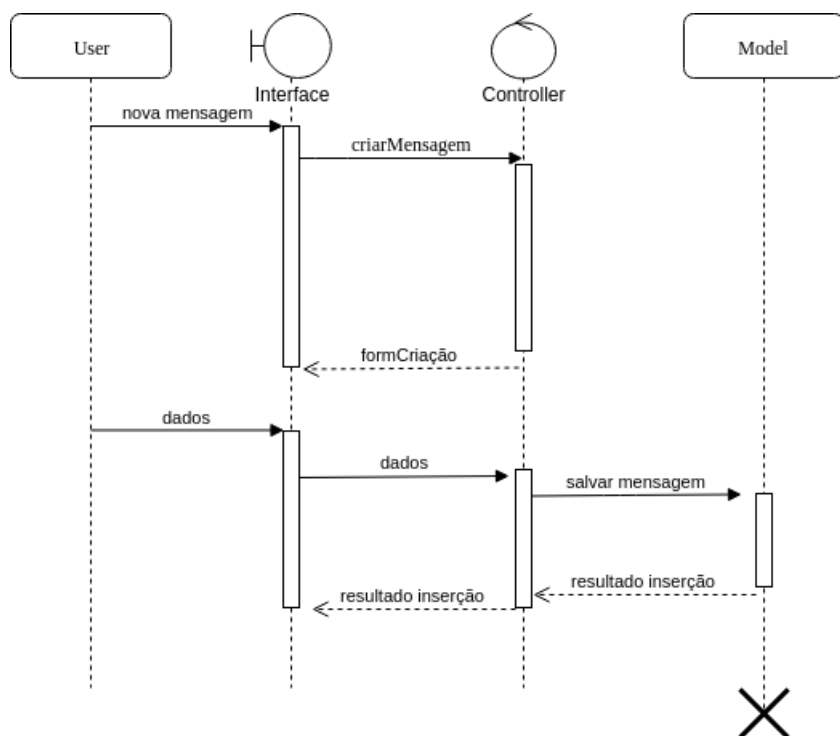 User
Interface
Controller
Model
nova mensagem
criarMensagem
formCriação
dados
dados
salvar mensagem
resultado inserção
resultado inserção